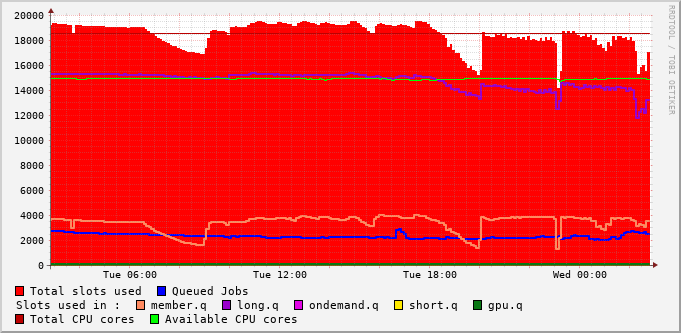 20000
18000
16000
14000
12000
10000
8000
6000
4000
2000
0
Tue 06:00 Tue 12:00 Tue 18:00 Wed 00:00
Total slots used Queued Jobs
Slots used in : member.q long.q ondemand.q short.q gpu.q
Total CPU cores Available CPU cores
RRDTOOL / TOBI OETIKER